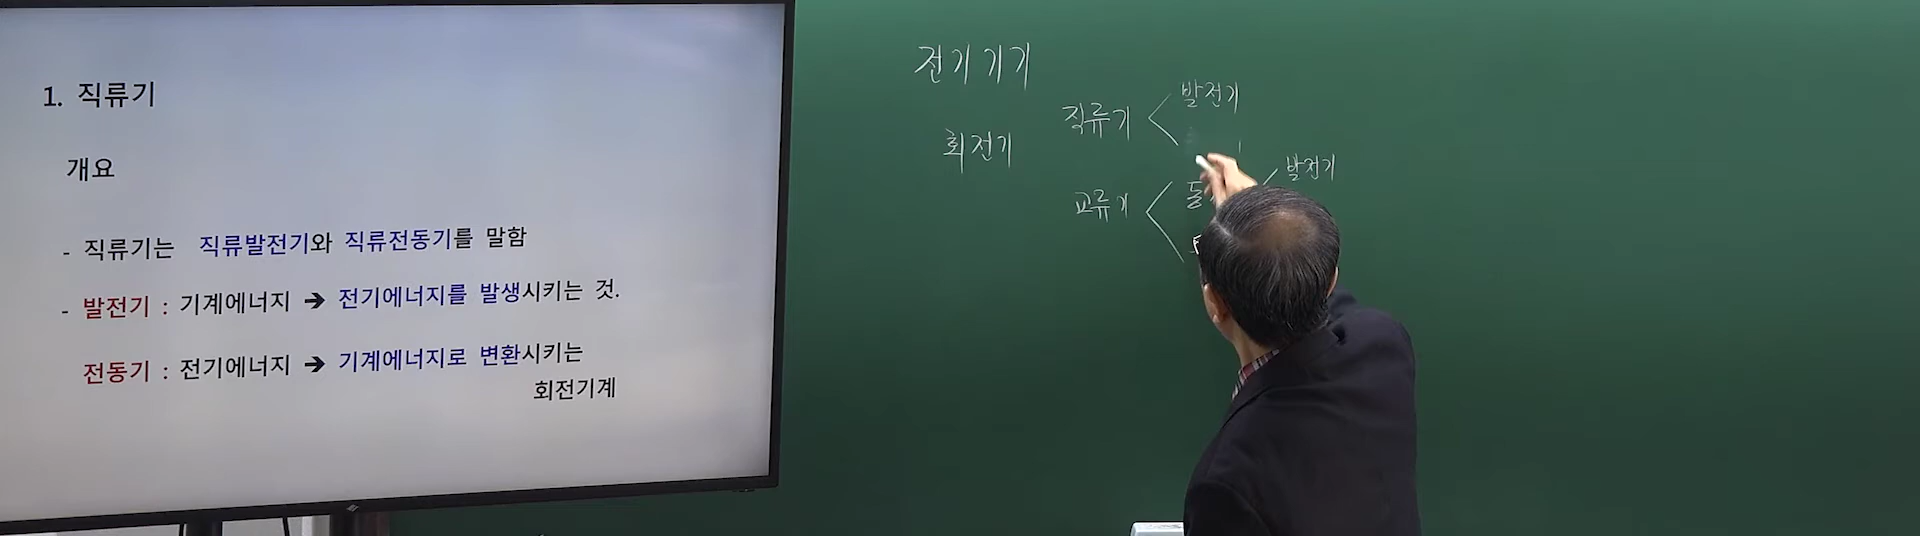 1. 직류기
개요
- 직류기는 직류발전기와 직류전동기를 말함
- 발전기 : 기계에너지 → 전기에너지를 발생시키는 것.
전동기 : 전기에너지 → 기계에너지로 변환시키는
회전기계
전기기기
회전기
직류기
발전기
교류기
발전기